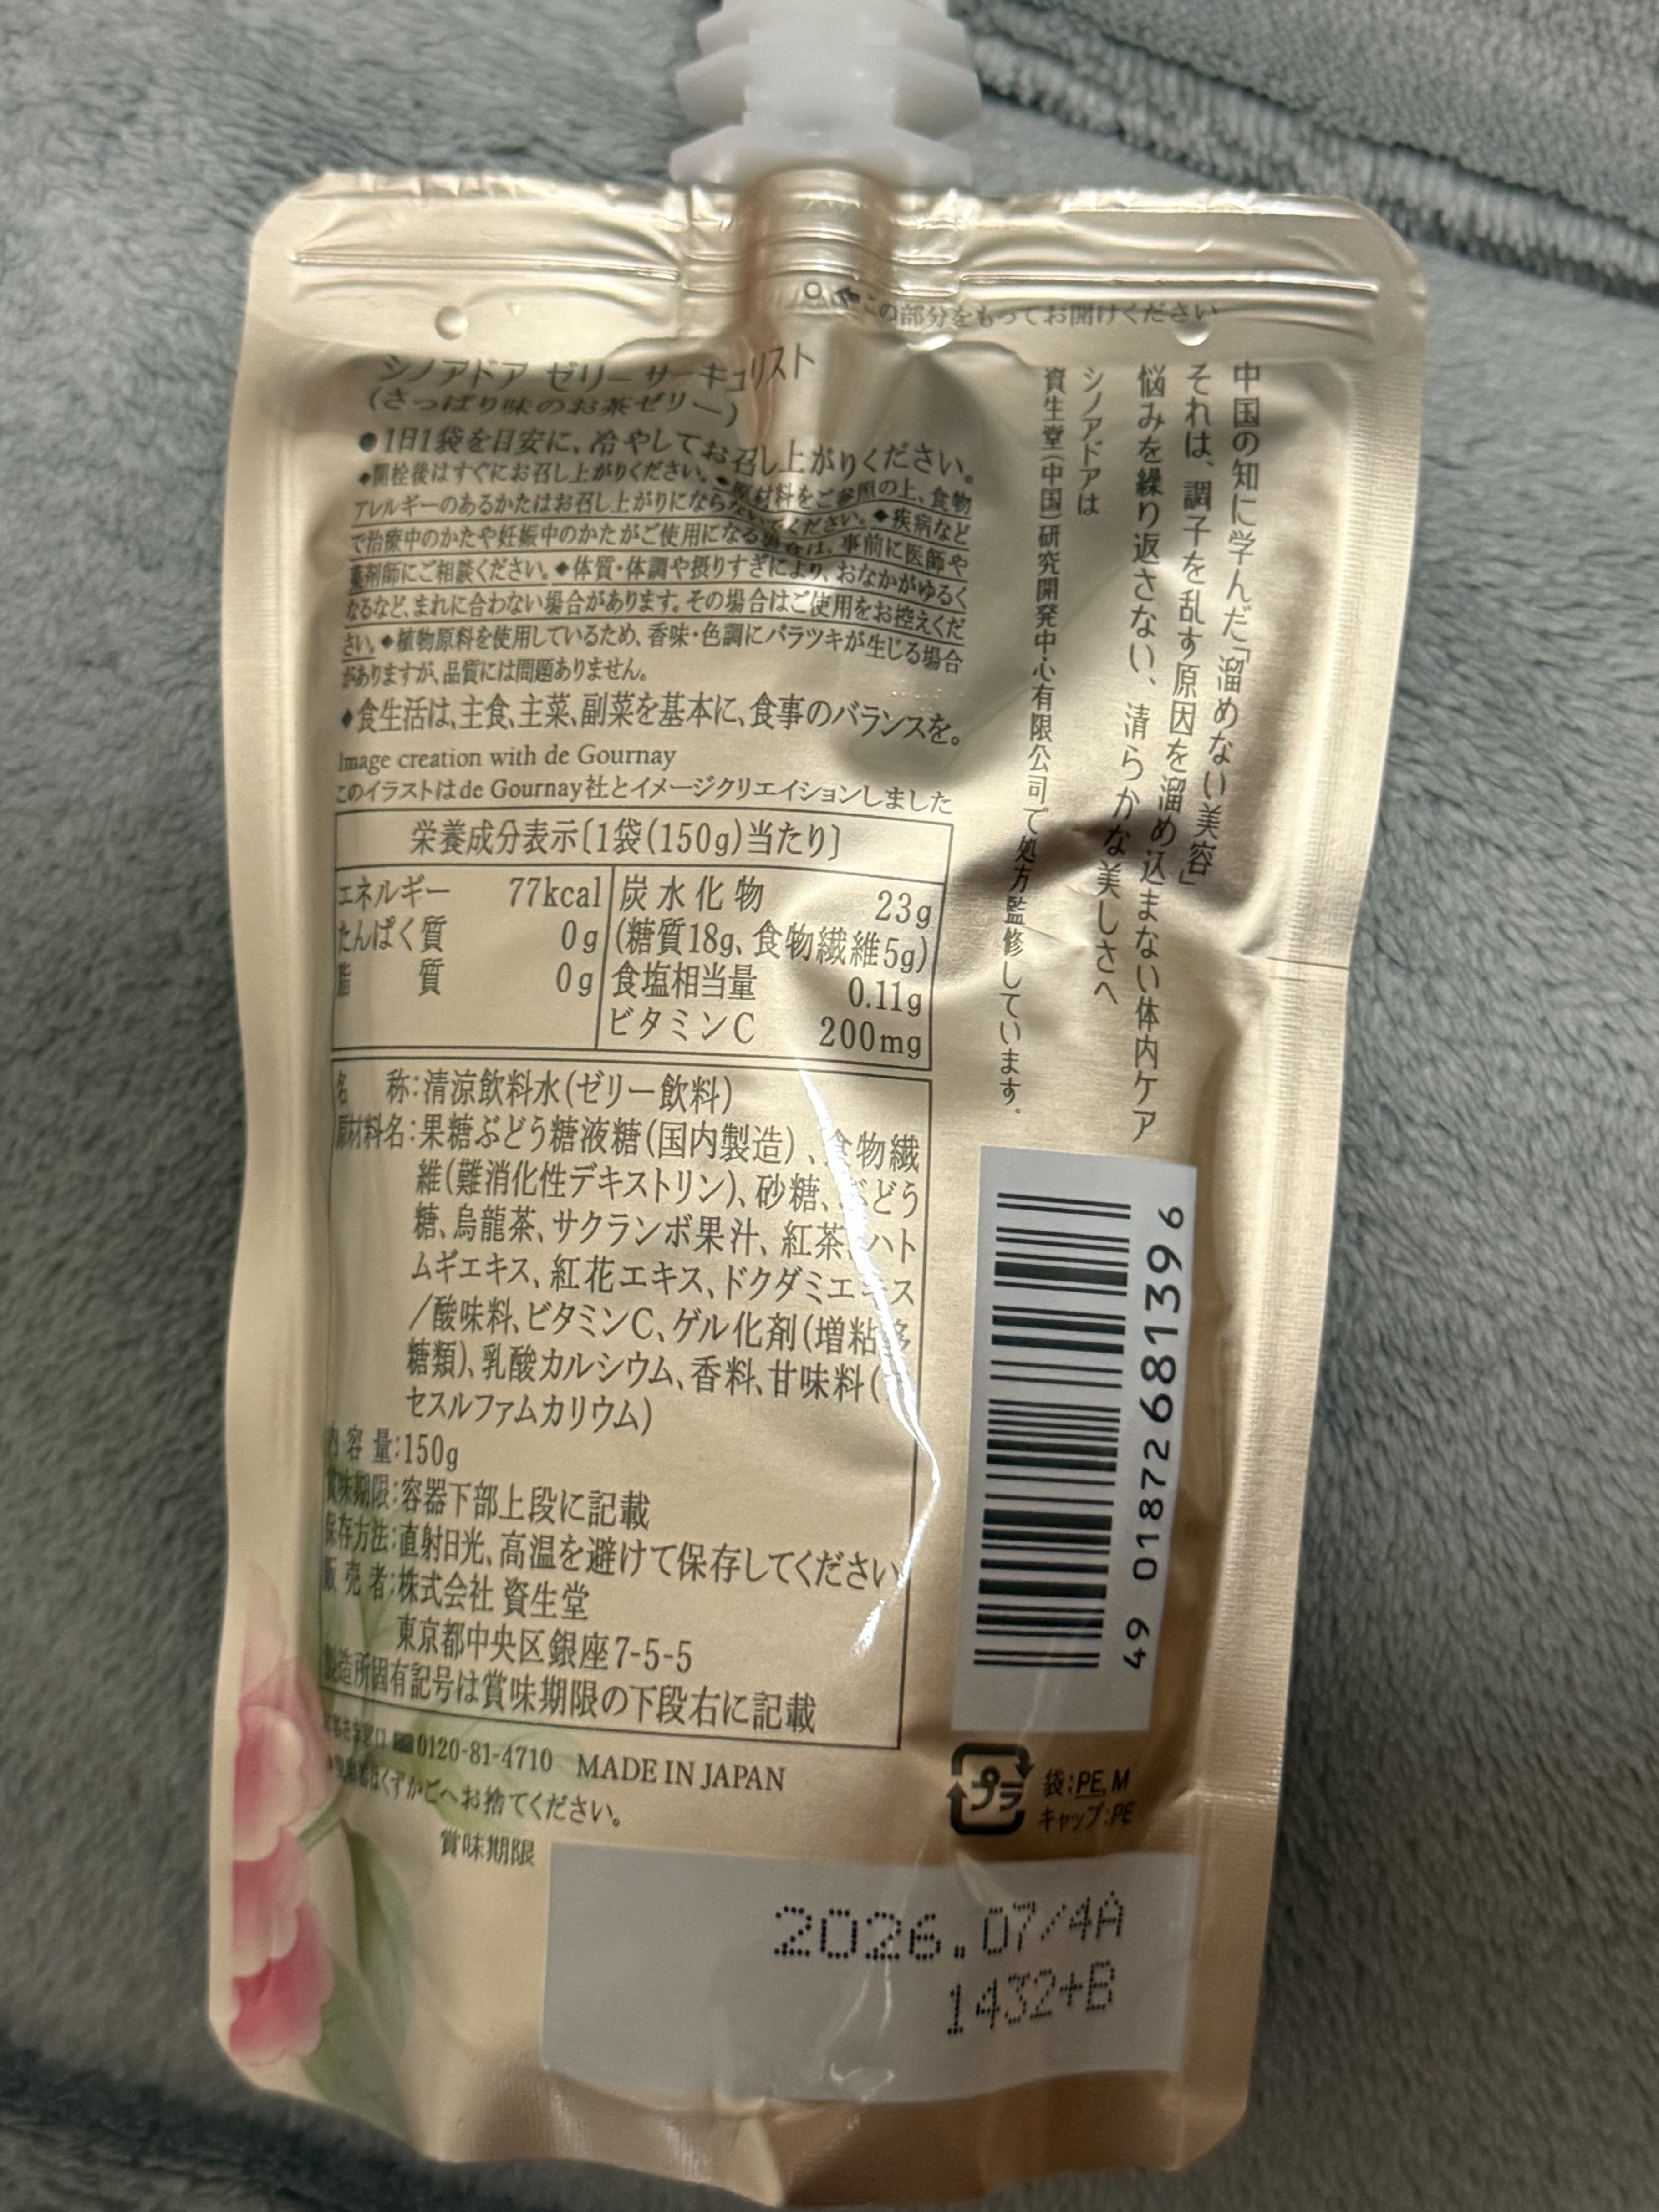 この部分をもってお開けください
シノアドア ゼリー サーキュリスト
(さっぱり味のお茶ゼリー)
●1日1袋を目安に、冷やしてお召し上がりください。
◆開栓後はすぐにお召し上がりください。◆原材料をご参照の上、食物
アレルギーのあるかたはお召し上がりにならないでください。◆疾病など
で治療中のかたや妊娠中のかたがご使用になる場合は、事前に医師や
薬剤師にご相談ください。◆体質・体調や摂りすぎにより、おなかがゆるく
なるなど、まれに合わない場合があります。その場合はご使用をお控えくだ
さい。◆植物原料を使用しているため、香味・色調にバラツキが生じる場合
がありますが、品質には問題ありません。
◆食生活は、主食、主菜、副菜を基本に、食事のバランスを。
Image creation with de Gournay
このイラストはde Gournay社とイメージクリエイションしました
栄養成分表示〔1袋(150g)当たり〕
エネルギー 77kcal
たんぱく質 0g
脂質 0g
炭水化物 23g
(糖質18g、食物繊維5g)
食塩相当量 0.11g
ビタミンC 200mg
名 称:清涼飲料水(ゼリー飲料)
原材料名:果糖ぶどう糖液糖(国内製造)、食物繊
維(難消化性デキストリン)、砂糖、ぶどう
糖、烏龍茶、サクランボ果汁、紅茶、ハト
ムギエキス、紅花エキス、ドクダミエキス
/酸味料、ビタミンC、ゲル化剤(増粘多
糖類)、乳酸カルシウム、香料、甘味料(ア
セスルファムカリウム)
内容量:150g
賞味期限:容器下部上段に記載
保存方法:直射日光、高温を避けて保存してください
販売者:株式会社 資生堂
東京都中央区銀座7-5-5
製造所固有記号は賞味期限の下段右に記載
0120-81-4710 MADE IN JAPAN
くずかごへお捨てください。
賞味期限
2026.07/4A
1432+B
中国の知に学んだ「溜めない美容」
それは、調子を乱す原因を溜め込まない体内ケア
悩みを繰り返さない、清らかな美しさへ
シノアドアは
資生堂(中国)研究開発中心有限公司で処方監修しています。
49 01872 681396
プラ
袋:PE,M
キャップ:PE